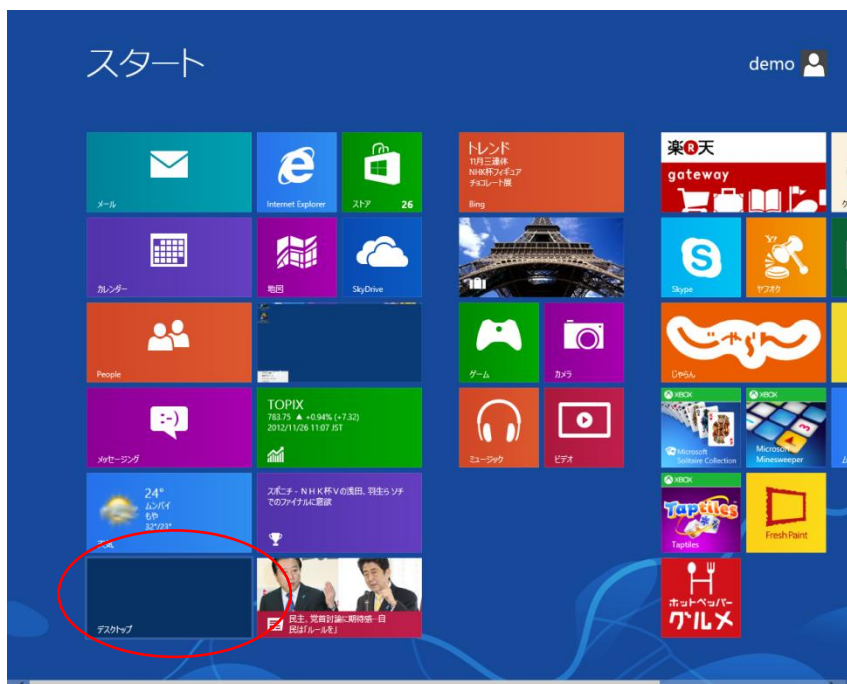 スタート
demo
メール
Internet Explorer
ストア
26
カレンダー
地図
SkyDrive
People
メッセージング
TOPIX
783.75 ▲ +0.94% (+7.32)
2012/11/26 11:07 JST
24°
ムンバイ
もや
32°/23°
天気
スポニチ - ＮＨＫ杯Ｖの浅田、羽生らソチ
でのファイナルに意欲
デスクトップ
民主、党首討論に期待感―自
民は「ルールを」
トレンド
11月三連休
NHK杯フィギュア
チョコレート展
Bing
ゲーム
カメラ
ミュージック
ビデオ
楽R天
gateway
Skype
ヤフオク
じゃらん
じゃらん
XBOX
Microsoft
Solitaire Collection
XBOX
Microsoft
Minesweeper
XBOX
Taptiles
Taptiles
Fresh Paint
ホットペッパー
グルメ